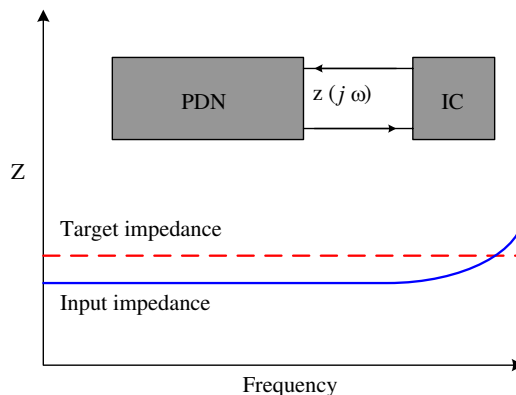 PDN
z (j ω)
IC
Z
Target impedance
Input impedance
Frequency